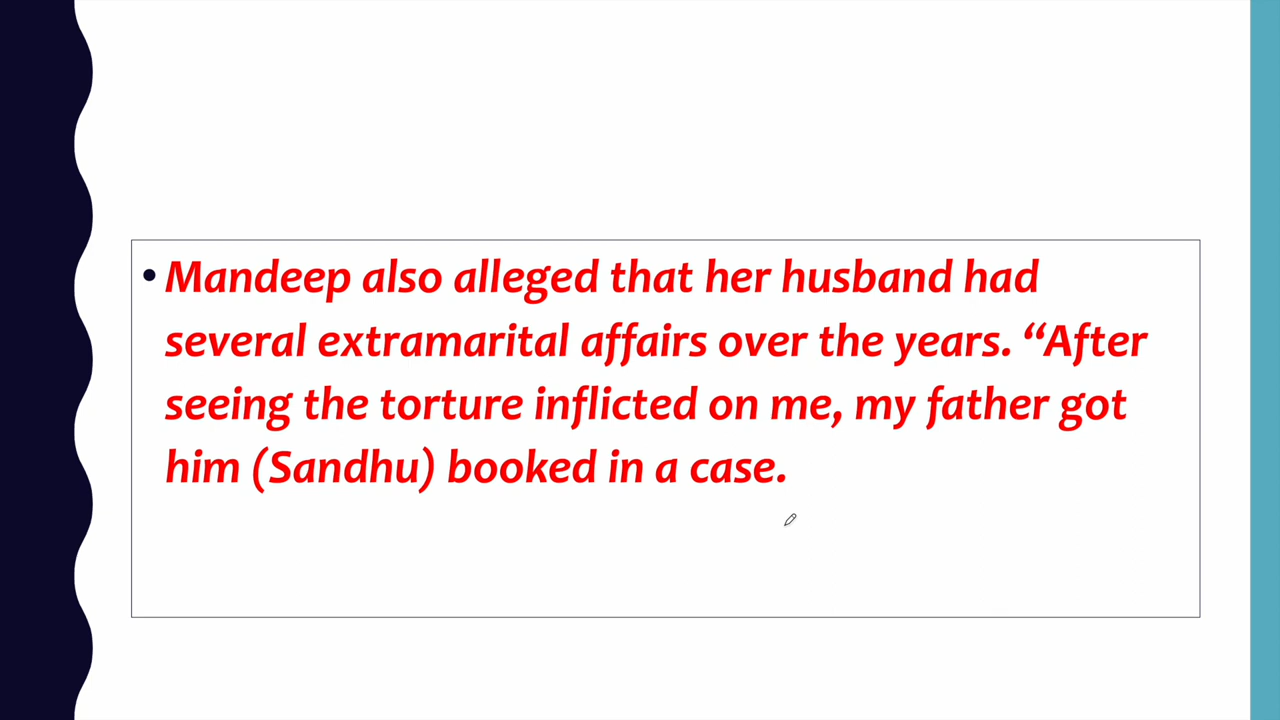 • Mandeep also alleged that her husband had
several extramarital affairs over the years. “After
seeing the torture inflicted on me, my father got
him (Sandhu) booked in a case.